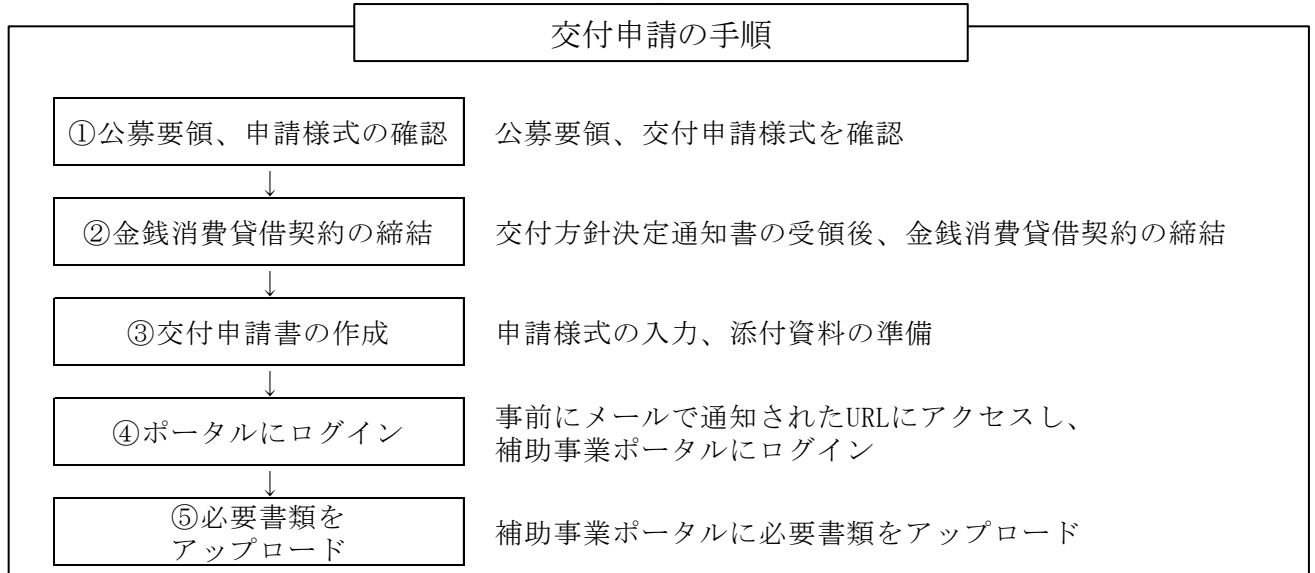 交付申請の手順
①公募要領、申請様式の確認
公募要領、交付申請様式を確認
↓
②金銭消費貸借契約の締結
交付方針決定通知書の受領後、金銭消費貸借契約の締結
↓
③交付申請書の作成
申請様式の入力、添付資料の準備
↓
④ポータルにログイン
事前にメールで通知されたURLにアクセスし、
補助事業ポータルにログイン
↓
⑤必要書類を
アップロード
補助事業ポータルに必要書類をアップロード